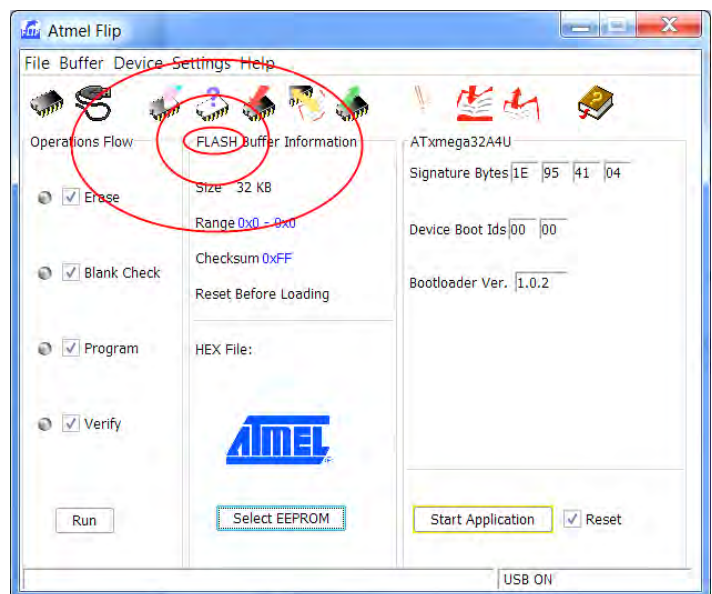 Atmel Flip
File Buffer Device Settings Help
Operations Flow
Erase
Blank Check
Program
Verify
Run
FLASH Buffer Information
Size 32 KB
Range 0x0 - 0x0
Checksum 0xFF
Reset Before Loading
HEX File:
ATMEL
Select EEPROM
ATxmega32A4U
Signature Bytes 1E 95 41 04
Device Boot Ids 00 00
Bootloader Ver. 1.0.2
Start Application Reset
USB ON